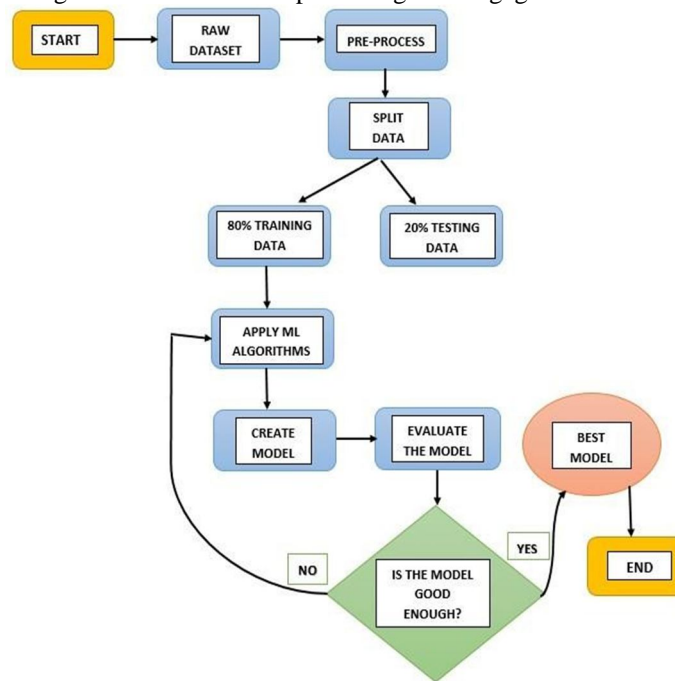 START
RAW
DATASET
PRE-PROCESS
SPLIT
DATA
80% TRAINING
DATA
20% TESTING
DATA
APPLY ML
ALGORITHMS
CREATE
MODEL
EVALUATE
THE MODEL
BEST
MODEL
NO
YES
IS THE MODEL
GOOD
ENOUGH?
END